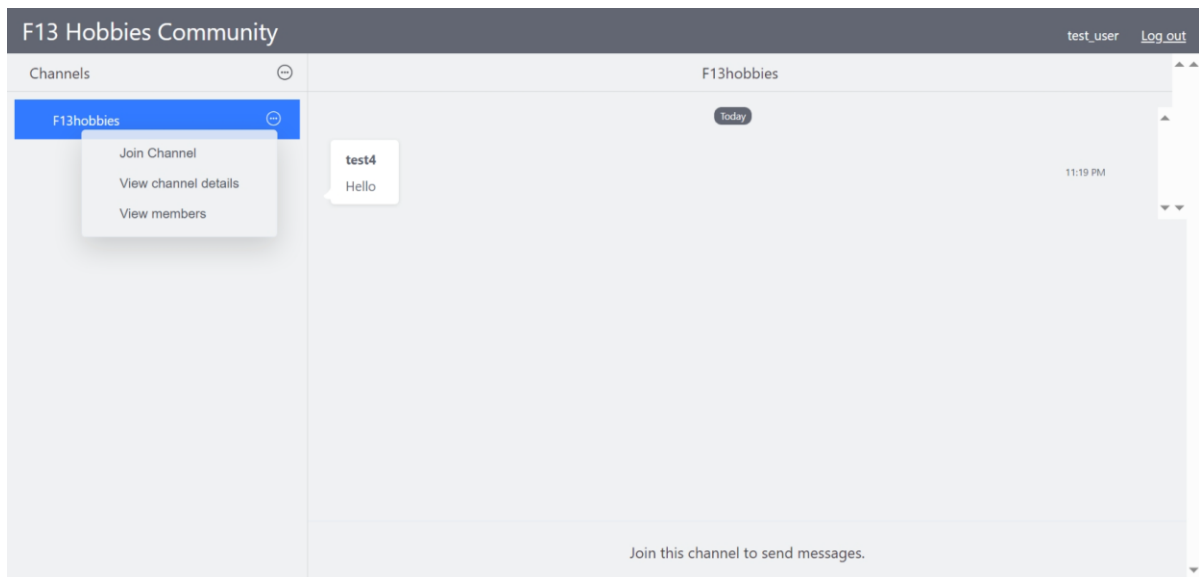 F13 Hobbies Community
test_user Log out
Channels
F13hobbies
F13hobbies
Join Channel
View channel details
View members
Today
test4
Hello
11:19 PM
Join this channel to send messages.